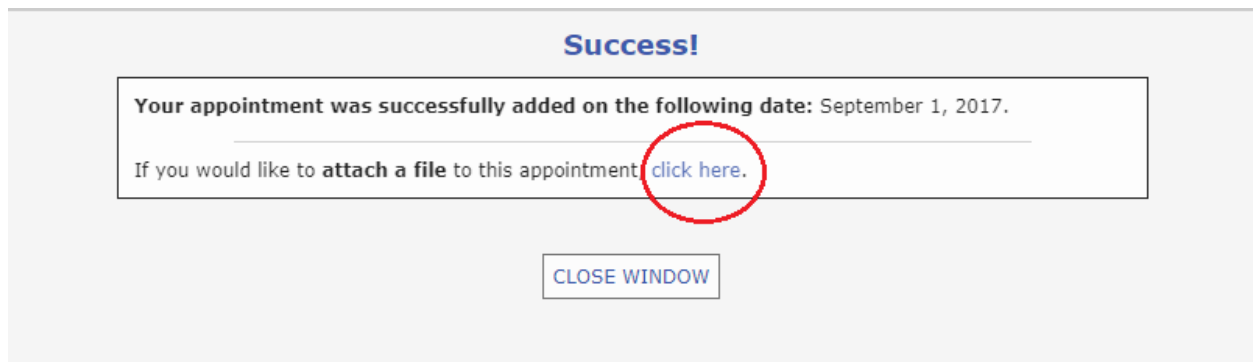 Success!
Your appointment was successfully added on the following date: September 1, 2017.
If you would like to attach a file to this appointment, click here.
CLOSE WINDOW